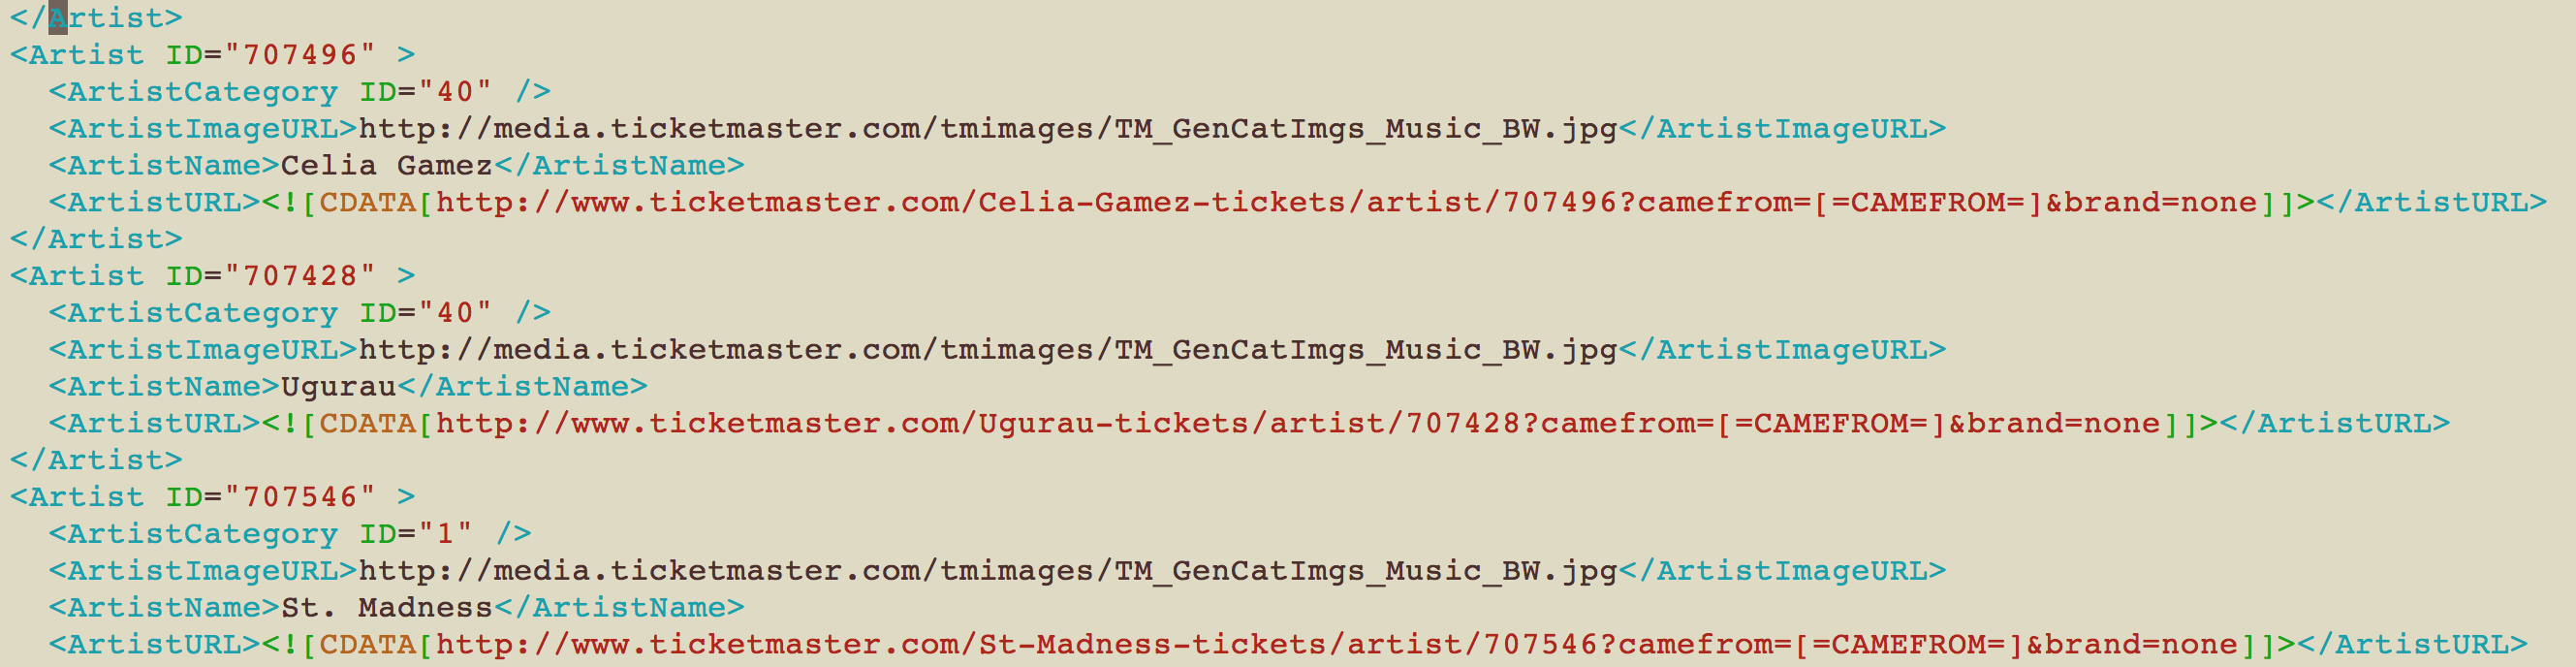 </Artist>
<Artist ID="707496" >
  <ArtistCategory ID="40" />
  <ArtistImageURL>http://media.ticketmaster.com/tmimages/TM_GenCatImgs_Music_BW.jpg</ArtistImageURL>
  <ArtistName>Celia Gamez</ArtistName>
  <ArtistURL><![CDATA[http://www.ticketmaster.com/Celia-Gamez-tickets/artist/707496?camefrom=[=CAMEFROM=]&brand=none]]></ArtistURL>
</Artist>
<Artist ID="707428" >
  <ArtistCategory ID="40" />
  <ArtistImageURL>http://media.ticketmaster.com/tmimages/TM_GenCatImgs_Music_BW.jpg</ArtistImageURL>
  <ArtistName>Ugurau</ArtistName>
  <ArtistURL><![CDATA[http://www.ticketmaster.com/Ugurau-tickets/artist/707428?camefrom=[=CAMEFROM=]&brand=none]]></ArtistURL>
</Artist>
<Artist ID="707546" >
  <ArtistCategory ID="1" />
  <ArtistImageURL>http://media.ticketmaster.com/tmimages/TM_GenCatImgs_Music_BW.jpg</ArtistImageURL>
  <ArtistName>St. Madness</ArtistName>
  <ArtistURL><![CDATA[http://www.ticketmaster.com/St-Madness-tickets/artist/707546?camefrom=[=CAMEFROM=]&brand=none]]></ArtistURL>